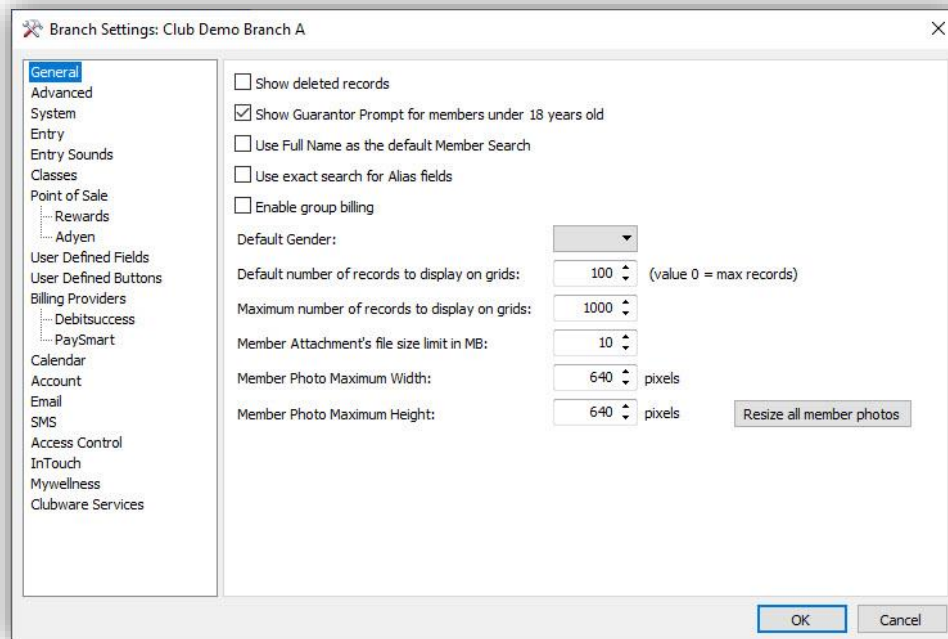 Branch Settings: Club Demo Branch A
General
Advanced
System
Entry
Entry Sounds
Classes
Point of Sale
Rewards
Adyen
User Defined Fields
User Defined Buttons
Billing Providers
Debitsuccess
PaySmart
Calendar
Account
Email
SMS
Access Control
InTouch
Mywellness
Clubware Services
Show deleted records
Show Guarantor Prompt for members under 18 years old
Use Full Name as the default Member Search
Use exact search for Alias fields
Enable group billing
Default Gender:
Default number of records to display on grids: 100 (value 0 = max records)
Maximum number of records to display on grids: 1000
Member Attachment's file size limit in MB: 10
Member Photo Maximum Width: 640 pixels
Member Photo Maximum Height: 640 pixels Resize all member photos
OK Cancel